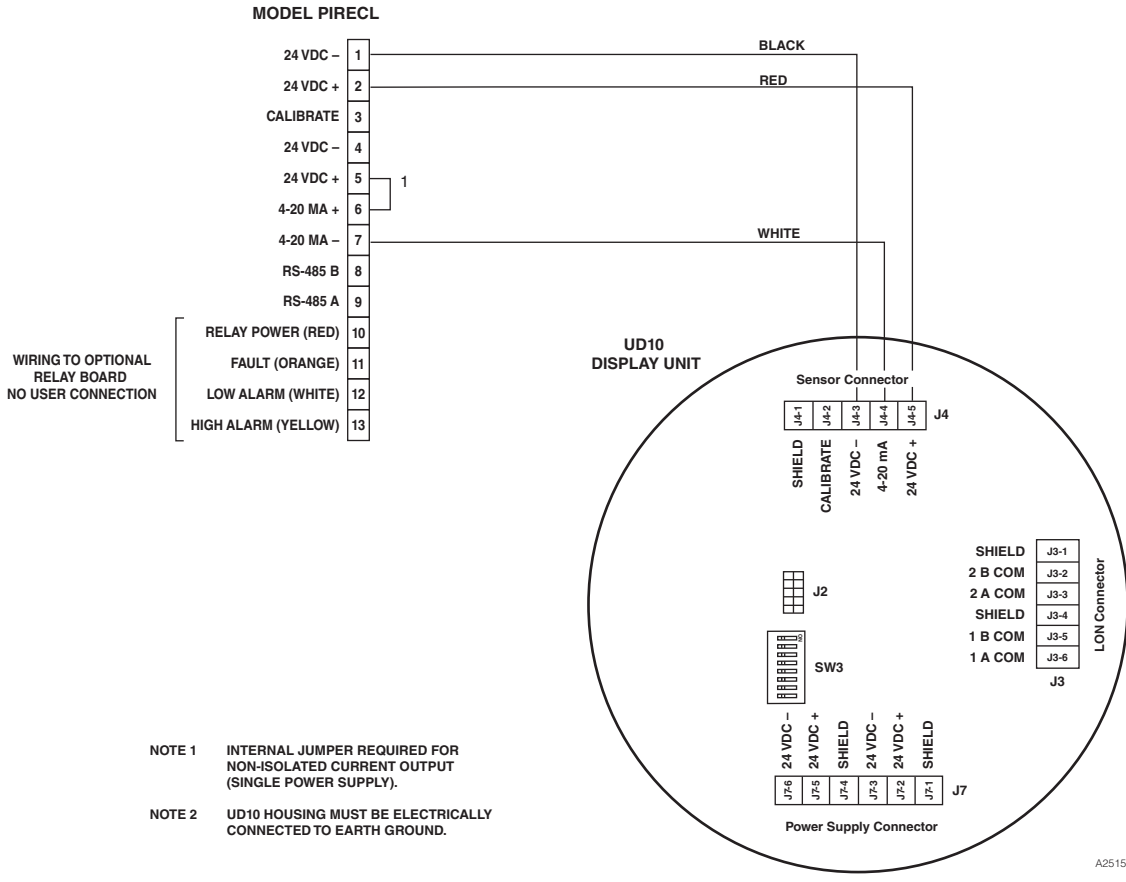 MODEL PIRECL
24 VDC – 1
24 VDC + 2
CALIBRATE 3
24 VDC – 4
24 VDC + 5
4-20 MA + 6
4-20 MA – 7
RS-485 B 8
RS-485 A 9
RELAY POWER (RED) 10
FAULT (ORANGE) 11
LOW ALARM (WHITE) 12
HIGH ALARM (YELLOW) 13
1
BLACK
RED
WHITE
WIRING TO OPTIONAL
RELAY BOARD
NO USER CONNECTION
UD10
DISPLAY UNIT
Sensor Connector
J4-1 J4-2 J4-3 J4-4 J4-5 J4
SHIELD
CALIBRATE
24 VDC –
4-20 mA
24 VDC +
SHIELD J3-1
2 B COM J3-2
2 A COM J3-3
SHIELD J3-4
1 B COM J3-5
1 A COM J3-6
J3
LON Connector
J2
ON
SW3
24 VDC –
24 VDC +
SHIELD
24 VDC –
24 VDC +
SHIELD
J7-6 J7-5 J7-4 J7-3 J7-2 J7-1 J7
Power Supply Connector
NOTE 1 INTERNAL JUMPER REQUIRED FOR
NON-ISOLATED CURRENT OUTPUT
(SINGLE POWER SUPPLY).
NOTE 2 UD10 HOUSING MUST BE ELECTRICALLY
CONNECTED TO EARTH GROUND.
A2515